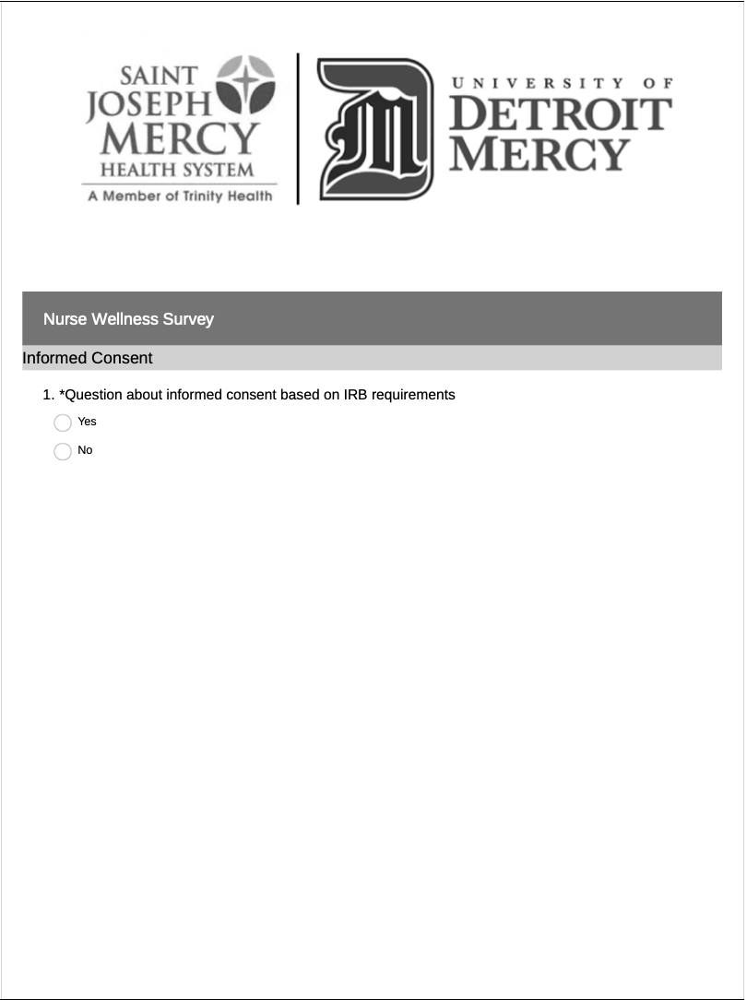 SAINT
JOSEPH
MERCY
HEALTH SYSTEM
A Member of Trinity Health
UNIVERSITY OF
DETROIT
MERCY
Nurse Wellness Survey
Informed Consent
1. *Question about informed consent based on IRB requirements
Yes
No